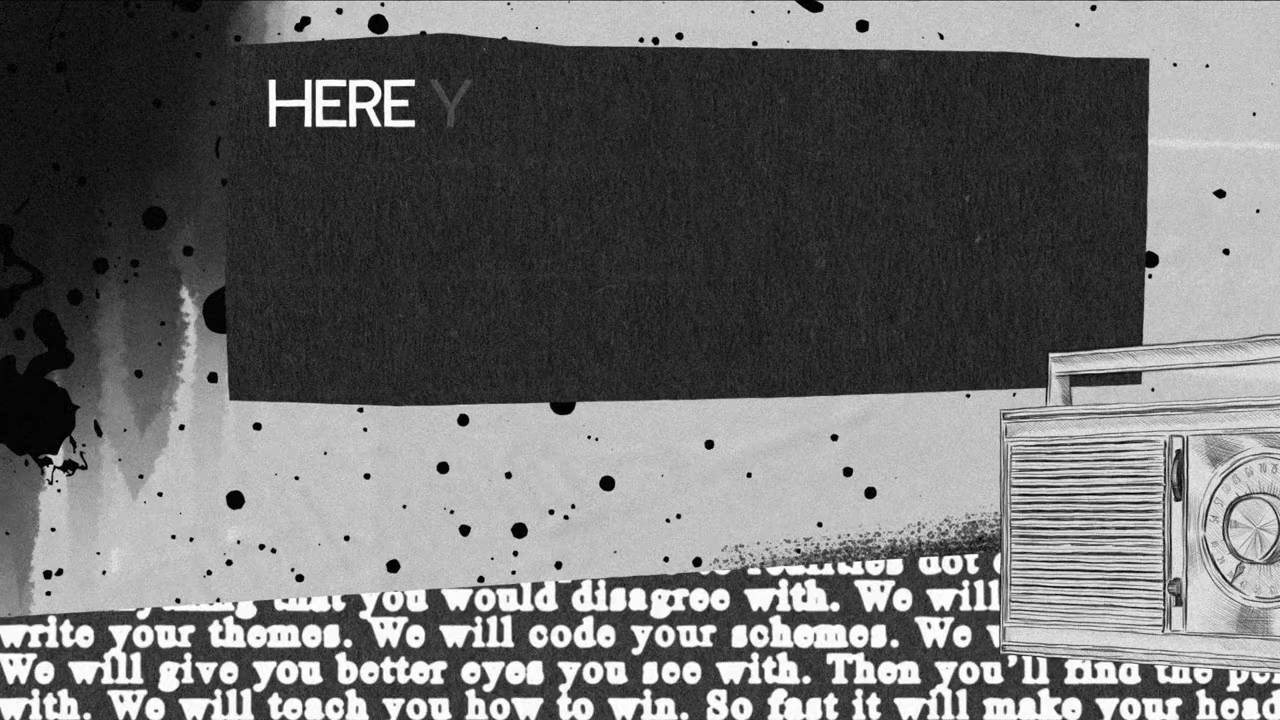 HERE Y
dot
you would disagree with. We will
write your themes. We will code your schemes. We
We will give you better eyes you see with. Then you'll find the
with. We will teach you how to win. So fast it will make your head